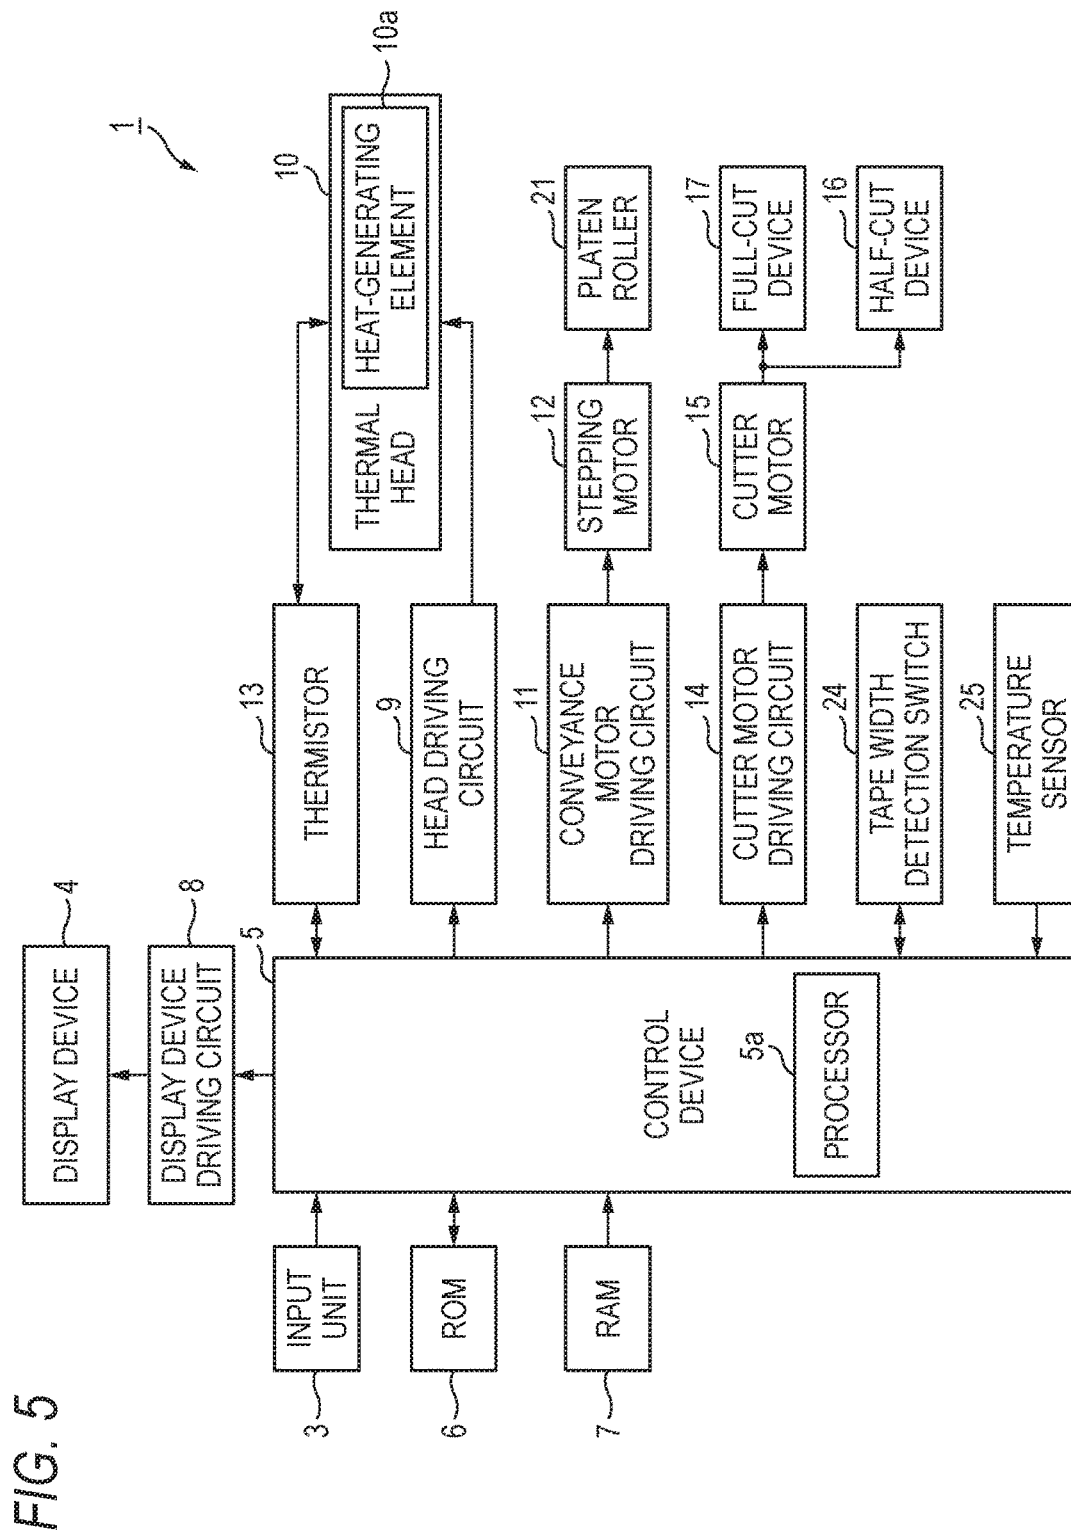 FIG. 5
1
DISPLAY DEVICE
4
DISPLAY DEVICE
DRIVING CIRCUIT
8
5
CONTROL
DEVICE
5a
PROCESSOR
INPUT
UNIT
3
ROM
6
RAM
7
13
THERMISTOR
9
HEAD DRIVING
CIRCUIT
10
THERMAL
HEAD
10a
HEAT-GENERATING
ELEMENT
11
CONVEYANCE
MOTOR
DRIVING CIRCUIT
12
STEPPING
MOTOR
21
PLATEN
ROLLER
14
CUTTER MOTOR
DRIVING CIRCUIT
15
CUTTER
MOTOR
17
FULL-CUT
DEVICE
16
HALF-CUT
DEVICE
24
TAPE WIDTH
DETECTION SWITCH
25
TEMPERATURE
SENSOR